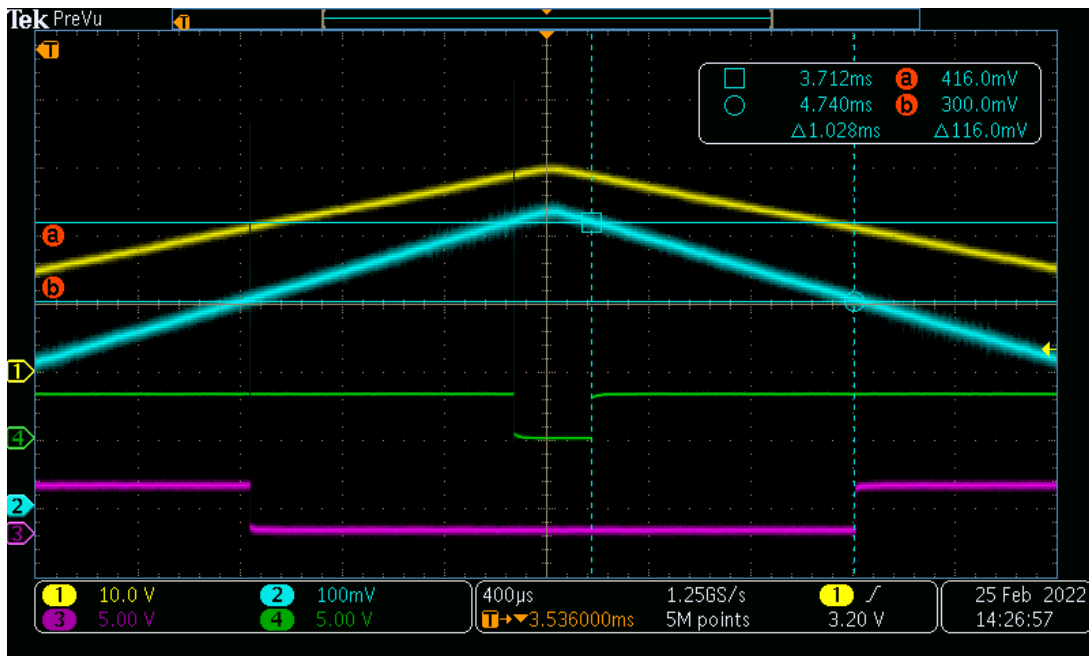 Tek PreVu
T
T
3.712ms a 416.0mV
4.740ms b 300.0mV
Δ1.028ms Δ116.0mV
a
b
1
4
2
3
1 10.0 V 2 100mV 400µs 1.25GS/s 1 3.20 V 25 Feb 2022
3 5.00 V 4 5.00 V T→▼3.536000ms 5M points 14:26:57